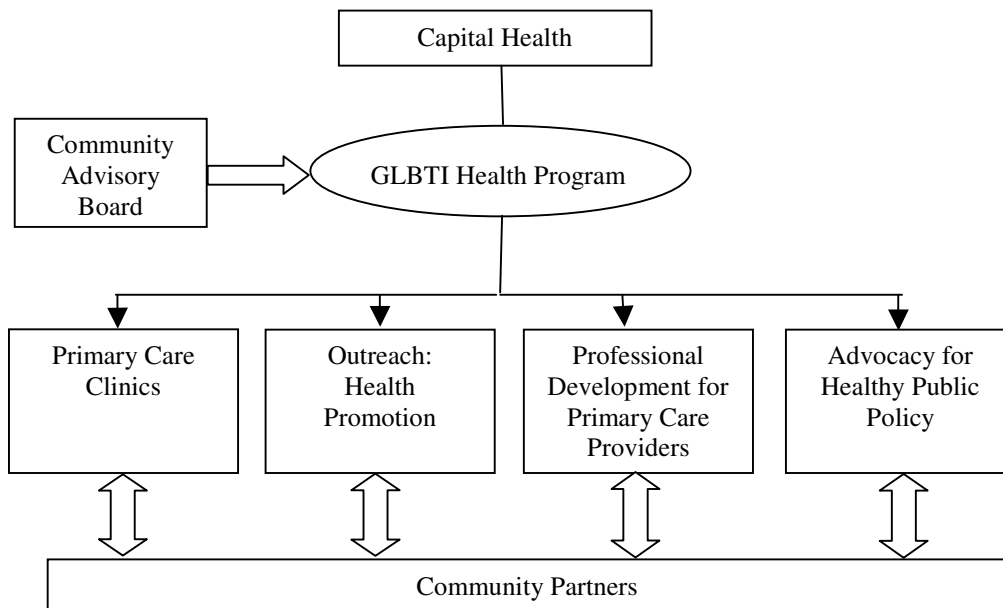 Capital Health
Community
Advisory
Board
GLBTI Health Program
Primary Care
Clinics
Outreach:
Health
Promotion
Professional
Development for
Primary Care
Providers
Advocacy for
Healthy Public
Policy
Community Partners